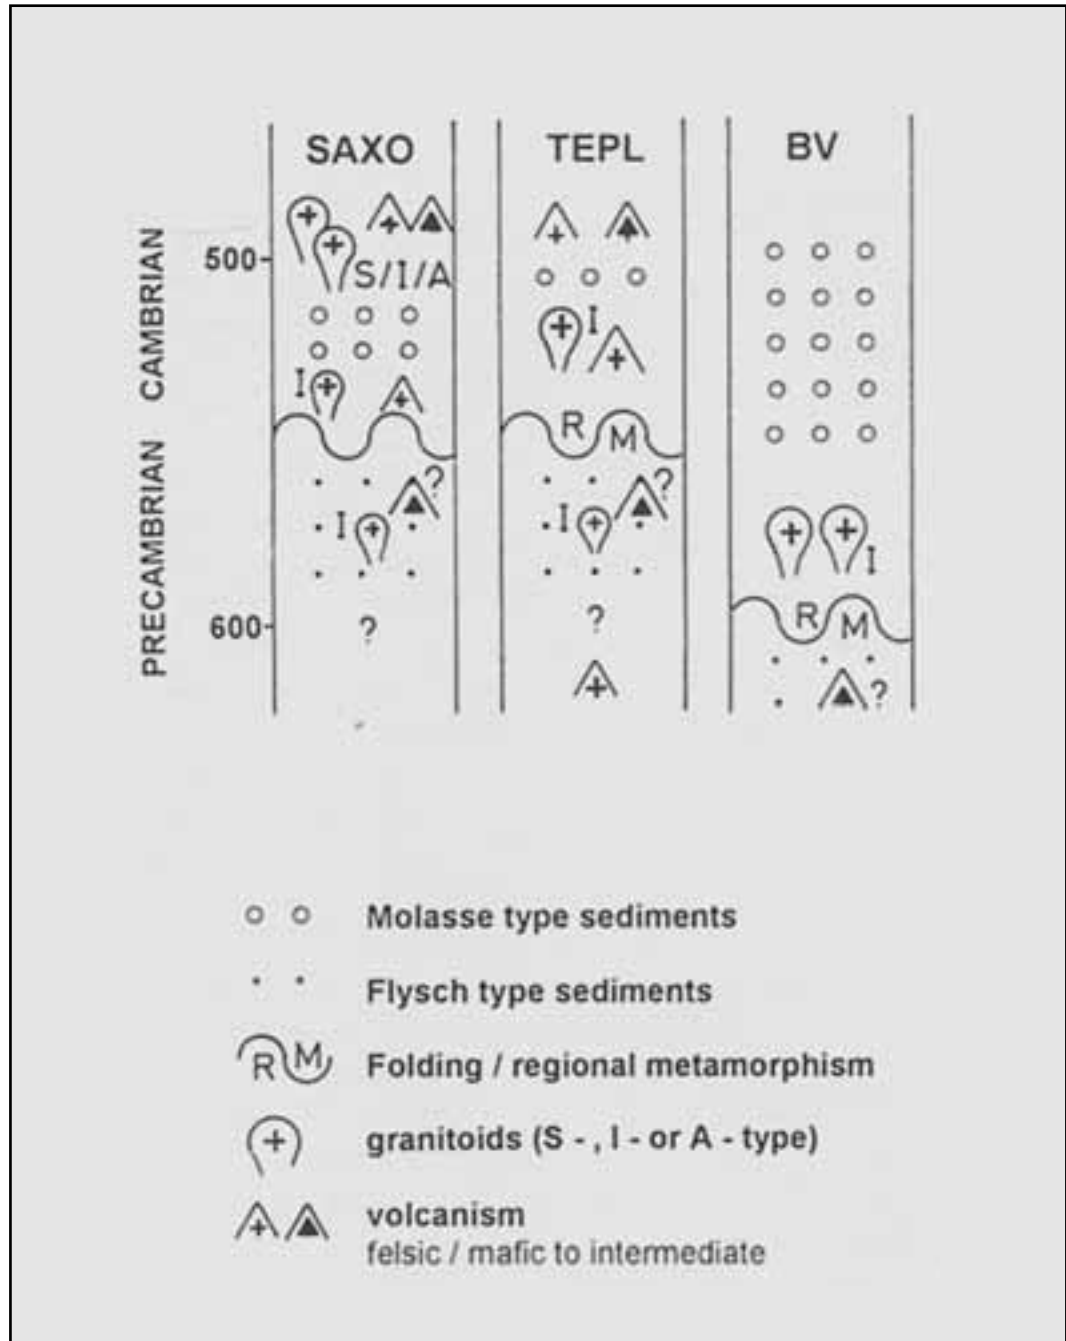 SAXO TEPL BV
PRECAMBRIAN CAMBRIAN
500
S/I/A
I
I
R M
R M
?
?
I
I
I
600
?
?
?
Molasse type sediments
Flysch type sediments
R M Folding / regional metamorphism
granitoids (S - , I - or A - type)
volcanism
felsic / mafic to intermediate